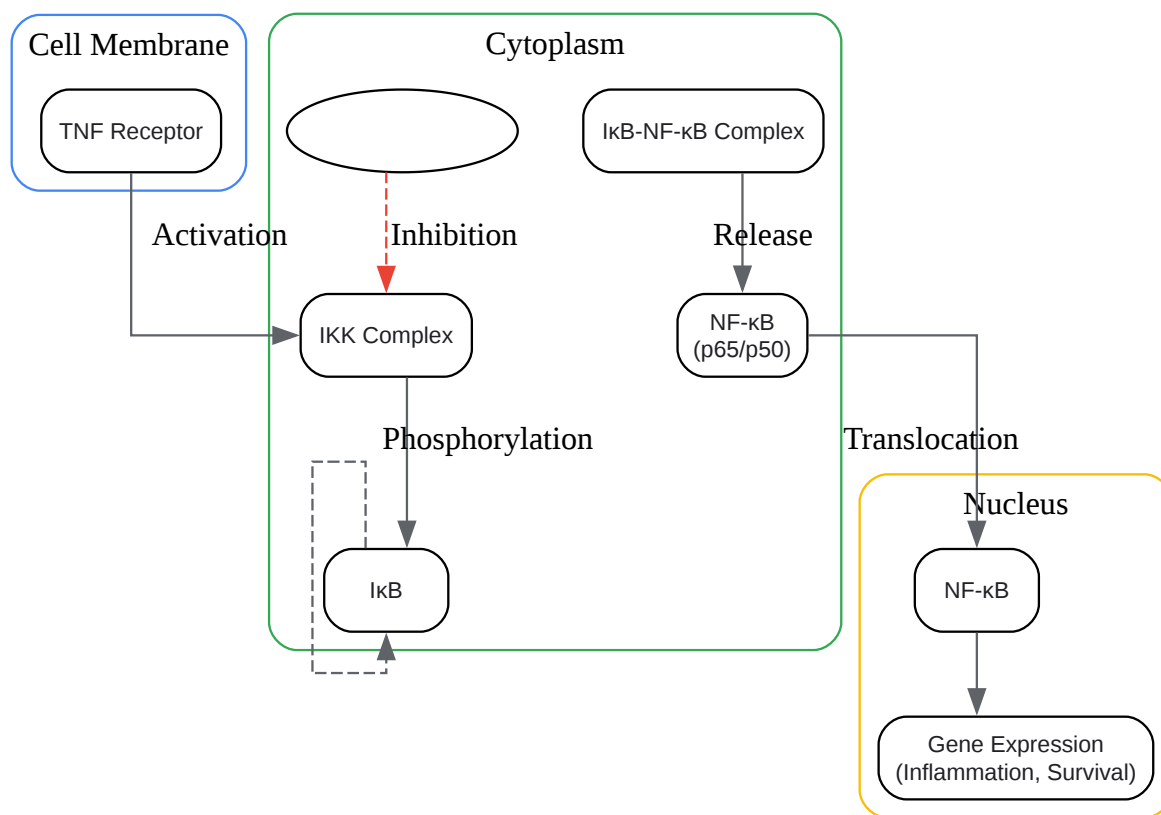 Cell Membrane
Cytoplasm
TNF Receptor
IκB-NF-κB Complex
Activation
Inhibition
Release
IKK Complex
NF-κB
(p65/p50)
Phosphorylation
Translocation
Nucleus
IκB
NF-κB
Gene Expression
(Inflammation, Survival)